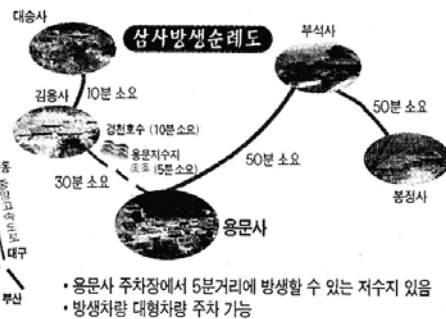 삼사방생순례도
대승사
부석사
10분 소요
김용사
경천호수 (10분소요)
용문저수지
(5분소요)
50분 소요
30분 소요
50분 소요
봉정사
용문사
대구
부산
• 용문사 주차장에서 5분거리에 방생할 수 있는 저수지 있음
• 방생차량 대형차량 주차 가능